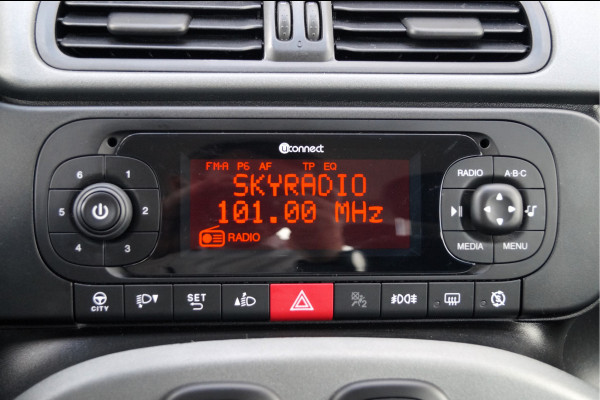 uconnect
FM-A P6 AF TP EQ
SKYRADIO
101.00 MHz
RADIO
6 1
5 2
4 3
RADIO A·B·C
MEDIA MENU
CITY
SET